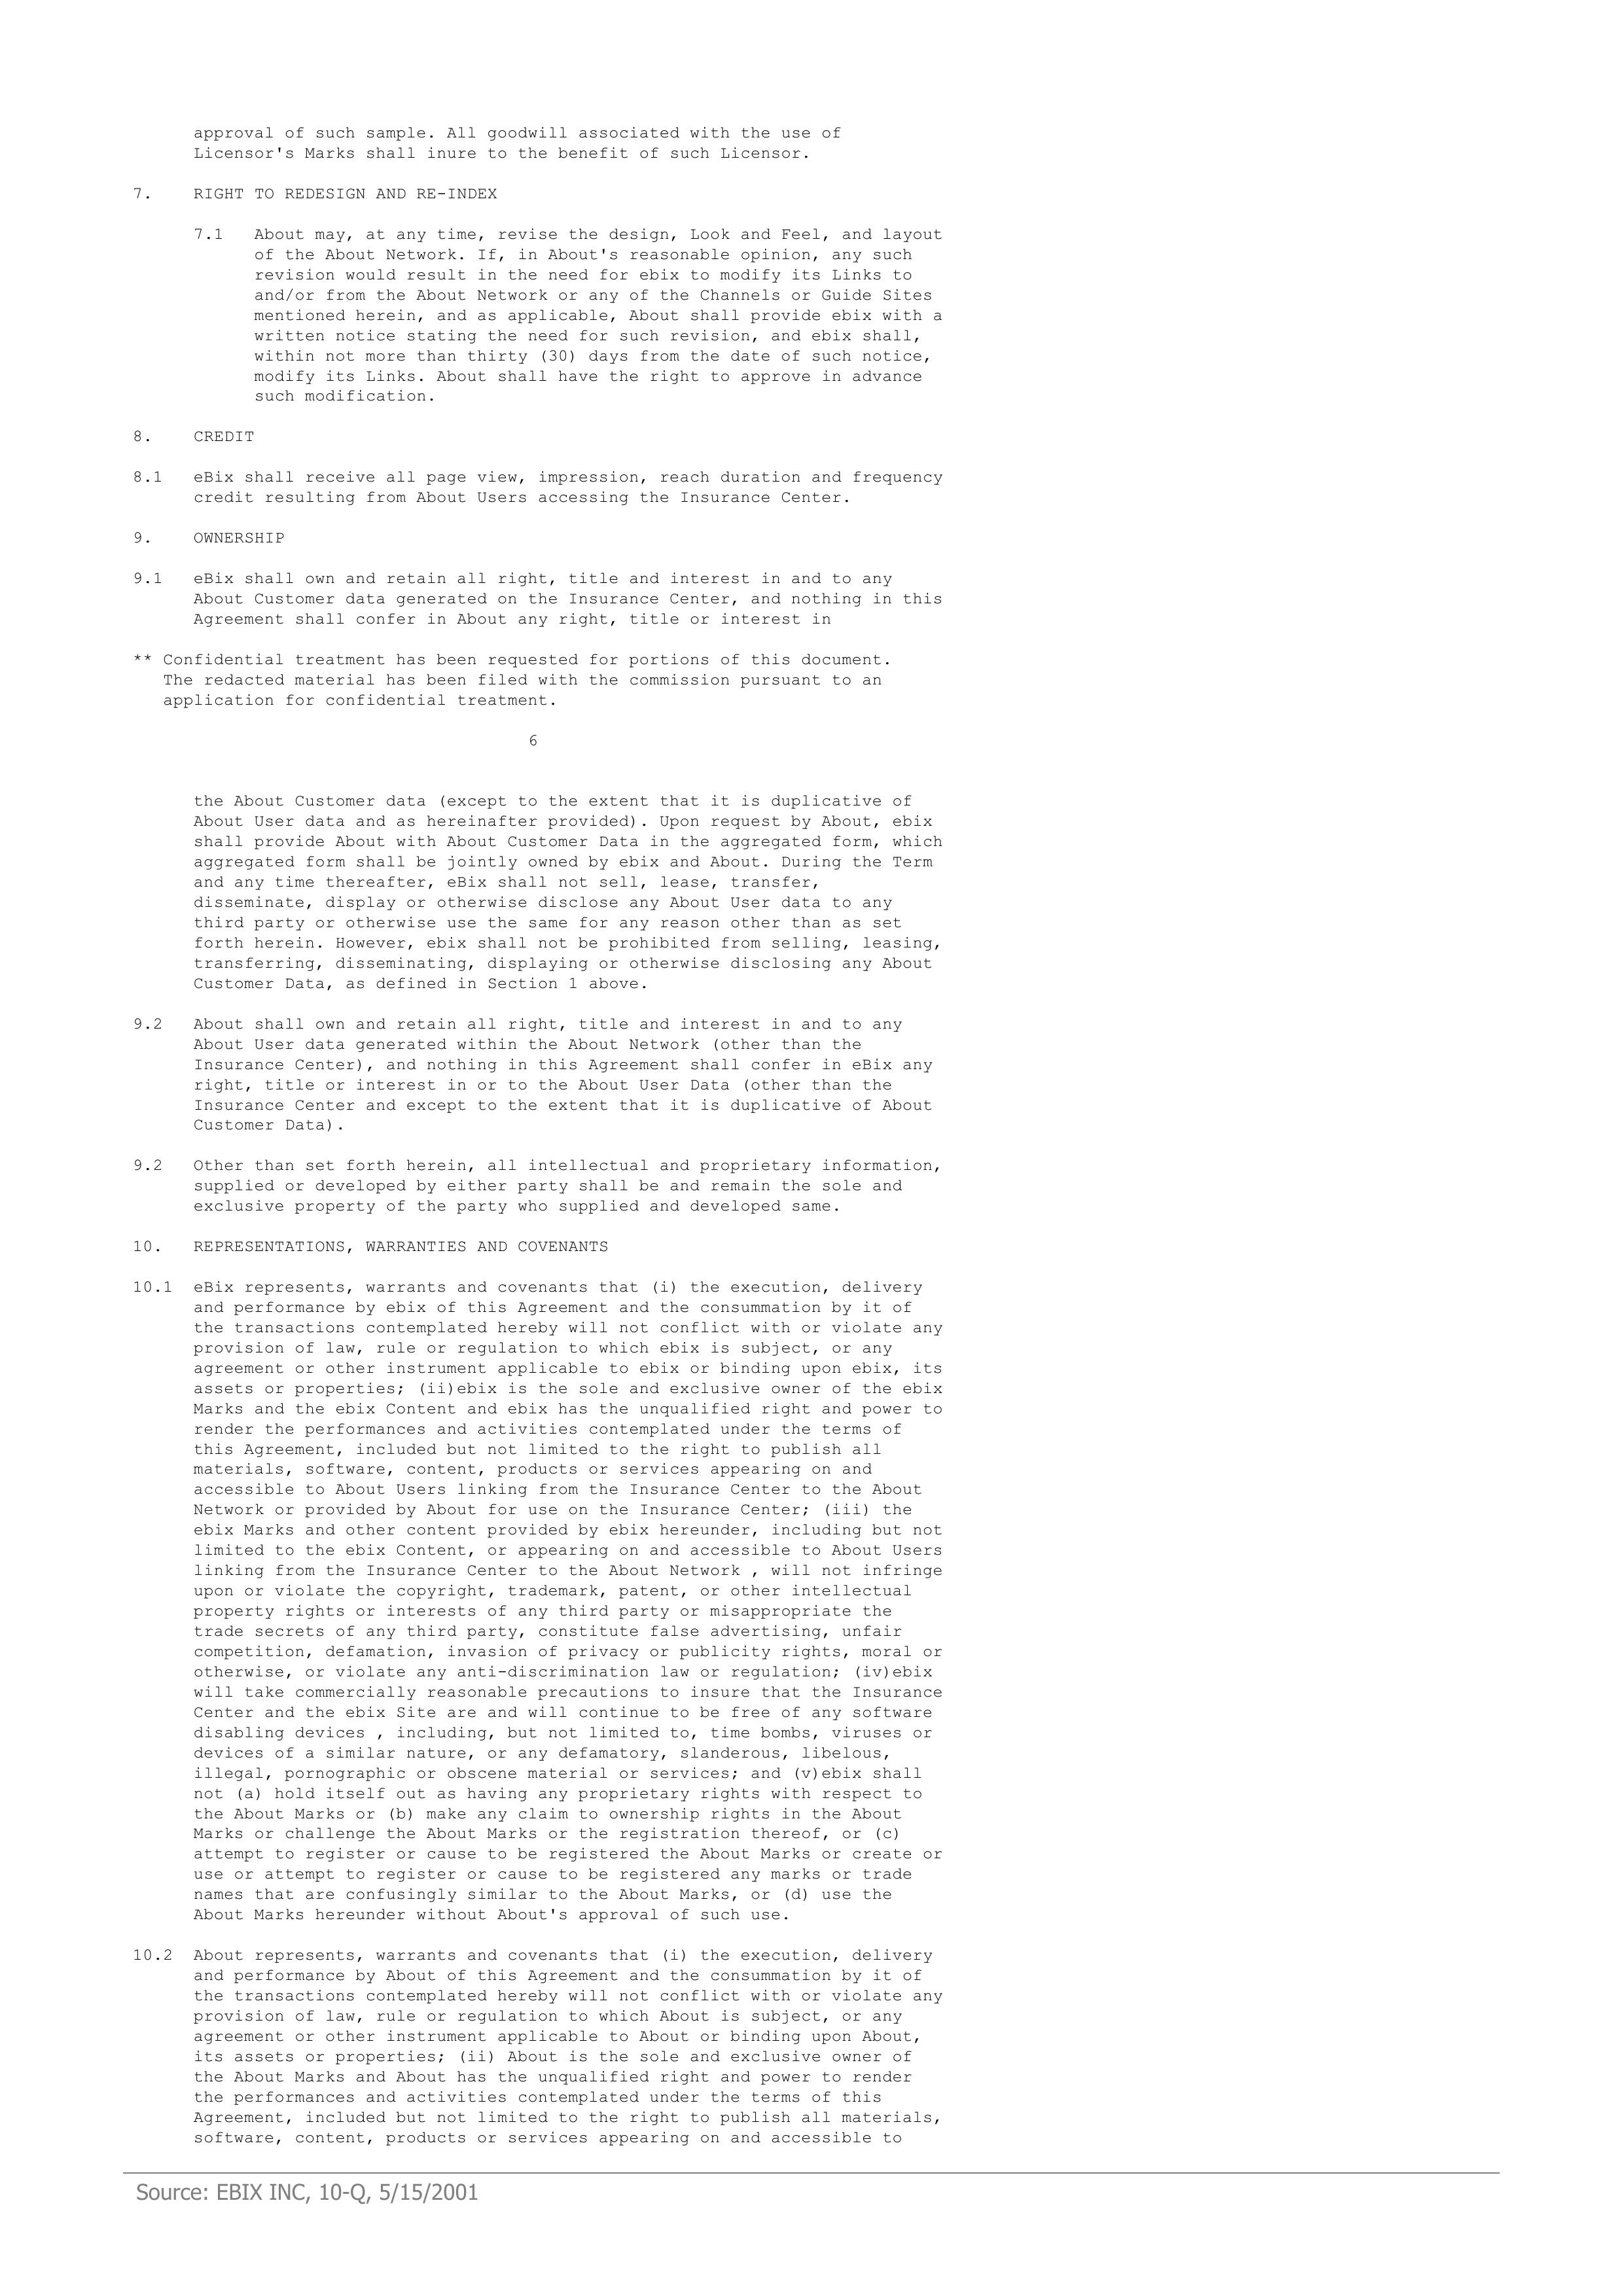 approval of such sample. All goodwill associated with the use of
Licensor's Marks shall inure to the benefit of such Licensor.
7. RIGHT TO REDESIGN AND RE-INDEX
7.1 About may, at any time, revise the design, Look and Feel, and layout
of the About Network. If, in About's reasonable opinion, any such
revision would result in the need for ebix to modify its Links to
and/or from the About Network or any of the Channels or Guide Sites
mentioned herein, and as applicable, About shall provide ebix with a
written notice stating the need for such revision, and ebix shall,
within not more than thirty (30) days from the date of such notice,
modify its Links. About shall have the right to approve in advance
such modification.
8. CREDIT
8.1 eBix shall receive all page view, impression, reach duration and frequency
credit resulting from About Users accessing the Insurance Center.
9. OWNERSHIP
9.1 eBix shall own and retain all right, title and interest in and to any
About Customer data generated on the Insurance Center, and nothing in this
Agreement shall confer in About any right, title or interest in
** Confidential treatment has been requested for portions of this document.
The redacted material has been filed with the commission pursuant to an
application for confidential treatment.
6
the About Customer data (except to the extent that it is duplicative of
About User data and as hereinafter provided). Upon request by About, ebix
shall provide About with About Customer Data in the aggregated form, which
aggregated form shall be jointly owned by ebix and About. During the Term
and any time thereafter, eBix shall not sell, lease, transfer,
disseminate, display or otherwise disclose any About User data to any
third party or otherwise use the same for any reason other than as set
forth herein. However, ebix shall not be prohibited from selling, leasing,
transferring, disseminating, displaying or otherwise disclosing any About
Customer Data, as defined in Section 1 above.
9.2 About shall own and retain all right, title and interest in and to any
About User data generated within the About Network (other than the
Insurance Center), and nothing in this Agreement shall confer in eBix any
right, title or interest in or to the About User Data (other than the
Insurance Center and except to the extent that it is duplicative of About
Customer Data).
9.2 Other than set forth herein, all intellectual and proprietary information,
supplied or developed by either party shall be and remain the sole and
exclusive property of the party who supplied and developed same.
10. REPRESENTATIONS, WARRANTIES AND COVENANTS
10.1 eBix represents, warrants and covenants that (i) the execution, delivery
and performance by ebix of this Agreement and the consummation by it of
the transactions contemplated hereby will not conflict with or violate any
provision of law, rule or regulation to which ebix is subject, or any
agreement or other instrument applicable to ebix or binding upon ebix, its
assets or properties; (ii)ebix is the sole and exclusive owner of the ebix
Marks and the ebix Content and ebix has the unqualified right and power to
render the performances and activities contemplated under the terms of
this Agreement, included but not limited to the right to publish all
materials, software, content, products or services appearing on and
accessible to About Users linking from the Insurance Center to the About
Network or provided by About for use on the Insurance Center; (iii) the
ebix Marks and other content provided by ebix hereunder, including but not
limited to the ebix Content, or appearing on and accessible to About Users
linking from the Insurance Center to the About Network , will not infringe
upon or violate the copyright, trademark, patent, or other intellectual
property rights or interests of any third party or misappropriate the
trade secrets of any third party, constitute false advertising, unfair
competition, defamation, invasion of privacy or publicity rights, moral or
otherwise, or violate any anti-discrimination law or regulation; (iv)ebix
will take commercially reasonable precautions to insure that the Insurance
Center and the ebix Site are and will continue to be free of any software
disabling devices , including, but not limited to, time bombs, viruses or
devices of a similar nature, or any defamatory, slanderous, libelous,
illegal, pornographic or obscene material or services; and (v)ebix shall
not (a) hold itself out as having any proprietary rights with respect to
the About Marks or (b) make any claim to ownership rights in the About
Marks or challenge the About Marks or the registration thereof, or (c)
attempt to register or cause to be registered the About Marks or create or
use or attempt to register or cause to be registered any marks or trade
names that are confusingly similar to the About Marks, or (d) use the
About Marks hereunder without About's approval of such use.
10.2 About represents, warrants and covenants that (i) the execution, delivery
and performance by About of this Agreement and the consummation by it of
the transactions contemplated hereby will not conflict with or violate any
provision of law, rule or regulation to which About is subject, or any
agreement or other instrument applicable to About or binding upon About,
its assets or properties; (ii) About is the sole and exclusive owner of
the About Marks and About has the unqualified right and power to render
the performances and activities contemplated under the terms of this
Agreement, included but not limited to the right to publish all materials,
software, content, products or services appearing on and accessible to
Source: EBIX INC, 10-Q, 5/15/2001